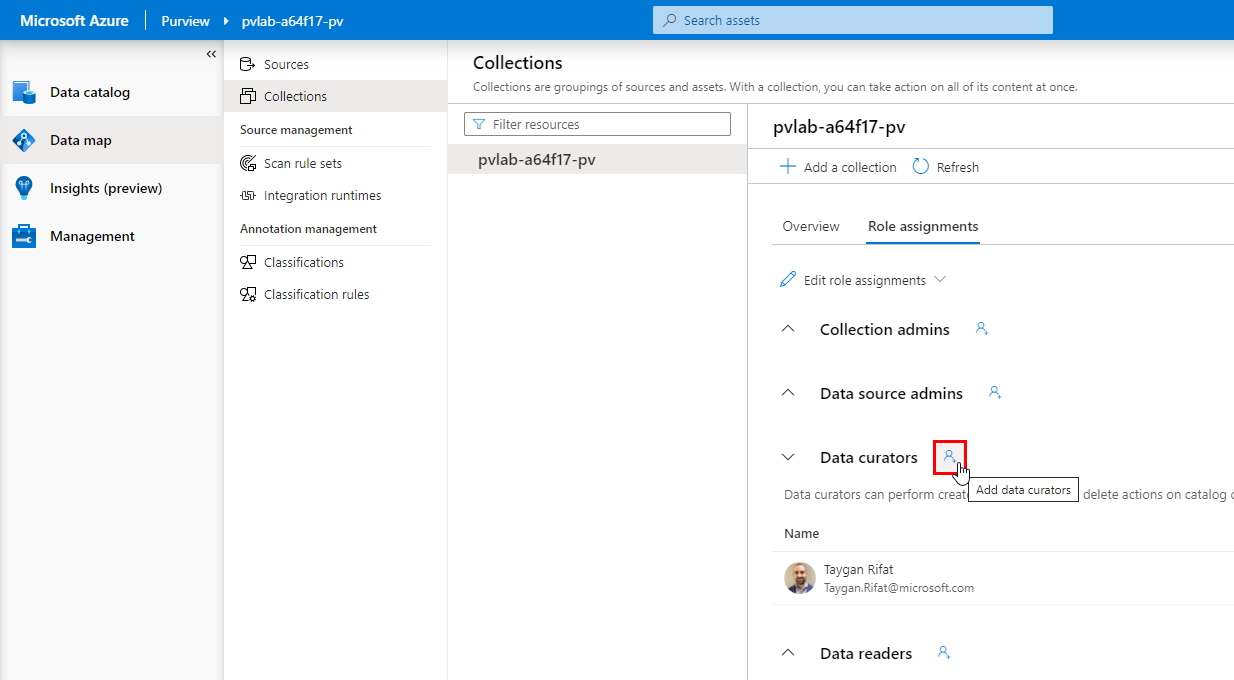 Microsoft Azure
Purview
pvlab-a64f17-pv
Search assets
Data catalog
Data map
Insights (preview)
Management
Sources
Collections
Source management
Scan rule sets
Integration runtimes
Annotation management
Classifications
Classification rules
Collections
Collections are groupings of sources and assets. With a collection, you can take action on all of its content at once.
Filter resources
pvlab-a64f17-pv
pvlab-a64f17-pv
Add a collection
Refresh
Overview
Role assignments
Edit role assignments
Collection admins
Data source admins
Data curators
Add data curators
Data curators can perform create delete actions on catalog
Name
Taygan Rifat
Taygan.Rifat@microsoft.com
Data readers